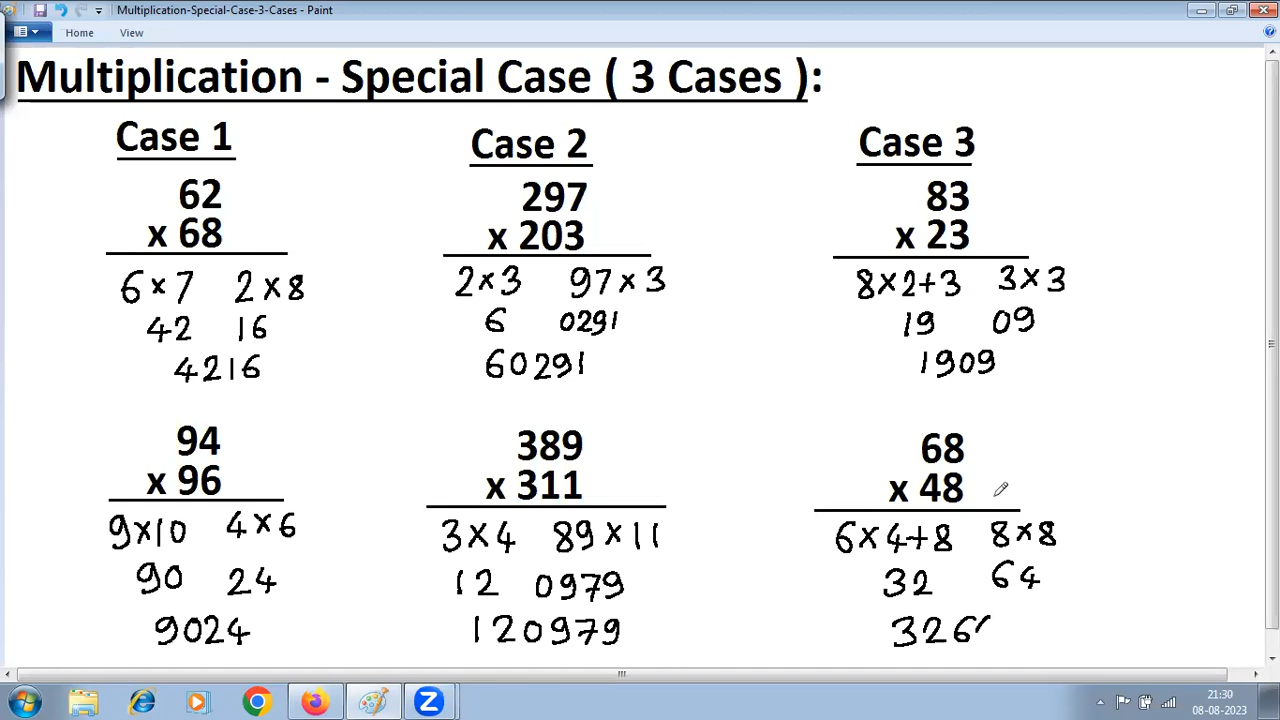 Multiplication-Special-Case-3-Cases - Paint
Home View
Multiplication - Special Case ( 3 Cases ):
Case 1
62
x 68
6×7 2×8
42 16
4216
94
x 96
9×10 4×6
90 24
9024
Case 2
297
x 203
2×3 97×3
6 0291
60291
389
x 311
3×4 89×11
12 0979
120979
Case 3
83
x 23
8×2+3 3×3
19 09
1909
68
x 48
6×4+8 8×8
32 64
326
21:30
08-08-2023